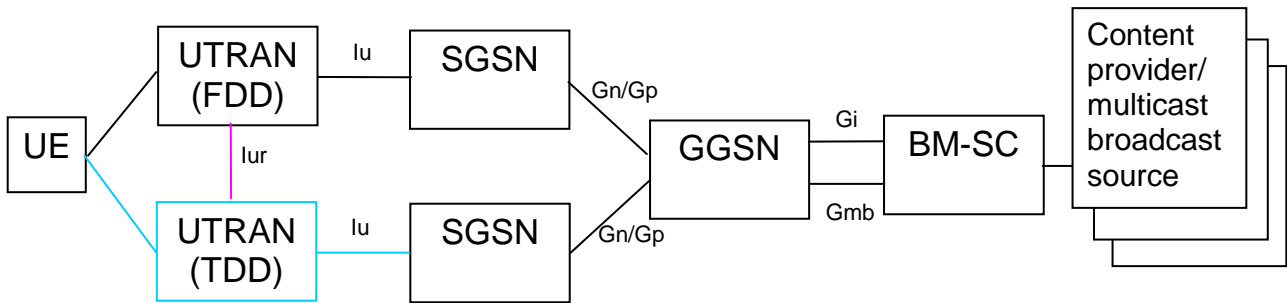 UE
UTRAN
(FDD)
Iu
SGSN
Gn/Gp
Iur
UTRAN
(TDD)
Iu
SGSN
Gn/Gp
GGSN
Gi
Gmb
BM-SC
Content
provider/
multicast
broadcast
source